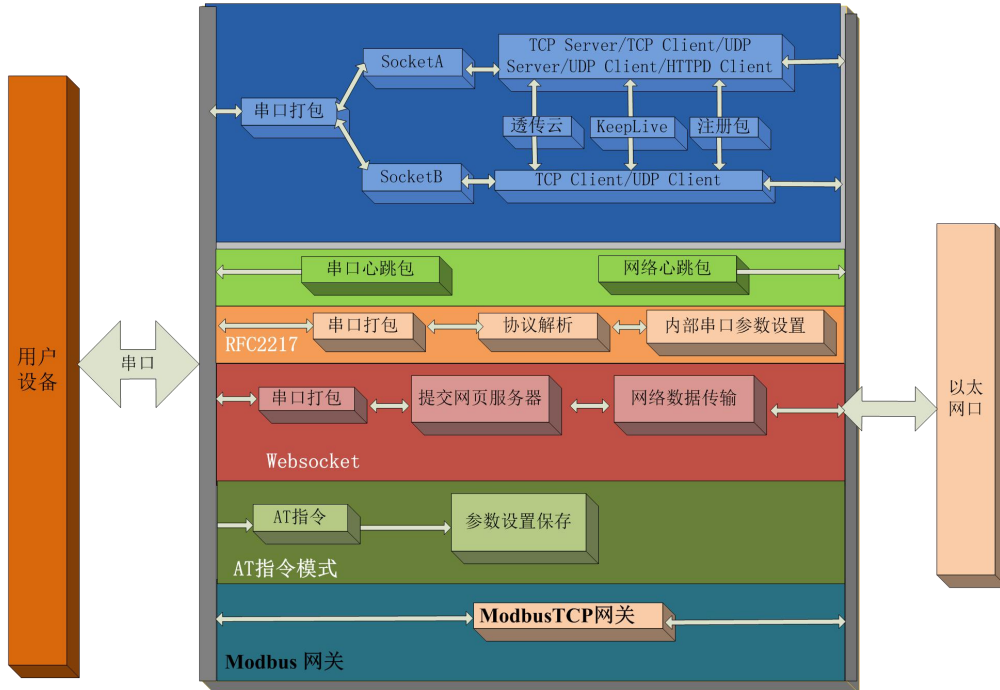 用户
设备
串口
串口打包
SocketA
SocketB
TCP Server/TCP Client/UDP
Server/UDP Client/HTTPD Client
透传云
KeepLive
注册包
TCP Client/UDP Client
串口心跳包
网络心跳包
串口打包
协议解析
内部串口参数设置
RFC2217
串口打包
提交网页服务器
网络数据传输
Websocket
AT指令
参数设置保存
AT指令模式
ModbusTCP网关
Modbus 网关
以太
网口